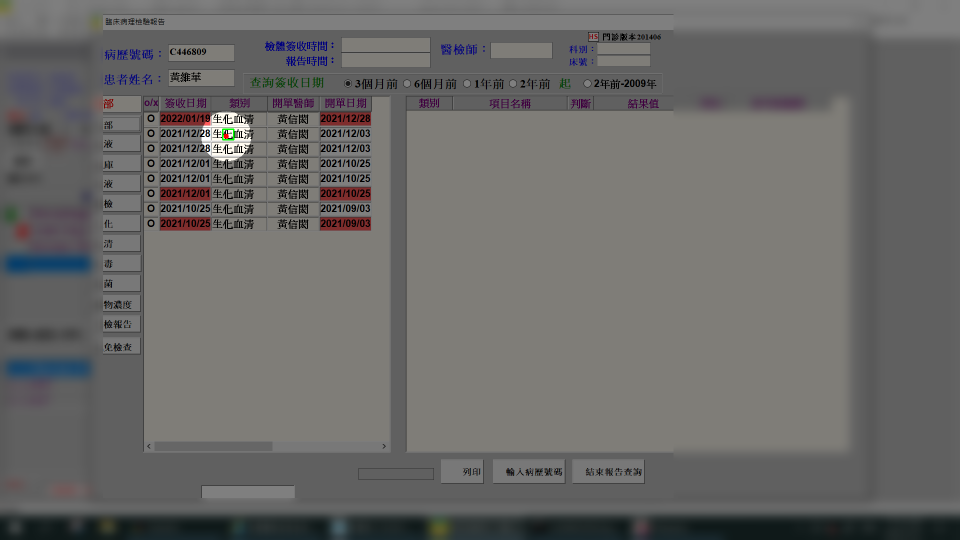 臨床病理檢驗報告
HS 門診版本201406
病歷號碼： C446809 檢體簽收時間： 醫檢師： 科別：
報告時間： 床號：
患者姓名： 黃維苹 查詢簽收日期 3個月前 6個月前 1年前 2年前 起 2年前-2009年
部 o/x 簽收日期 類別 開單醫師 開單日期 類別 項目名稱 判斷 結果值
O 2022/01/19 生化血清 黃信閎 2021/12/28
部 O 2021/12/28 生化血清 黃信閎 2021/12/03
液 O 2021/12/28 生化血清 黃信閎 2021/12/03
庫 O 2021/12/01 生化血清 黃信閎 2021/10/25
液 O 2021/12/01 生化血清 黃信閎 2021/10/25
O 2021/12/01 生化血清 黃信閎 2021/10/25
檢 O 2021/10/25 生化血清 黃信閎 2021/09/03
化 O 2021/10/25 生化血清 黃信閎 2021/09/03
清
毒
菌
物濃度
檢報告
免檢查
列印 輸入病歷號碼 結束報告查詢